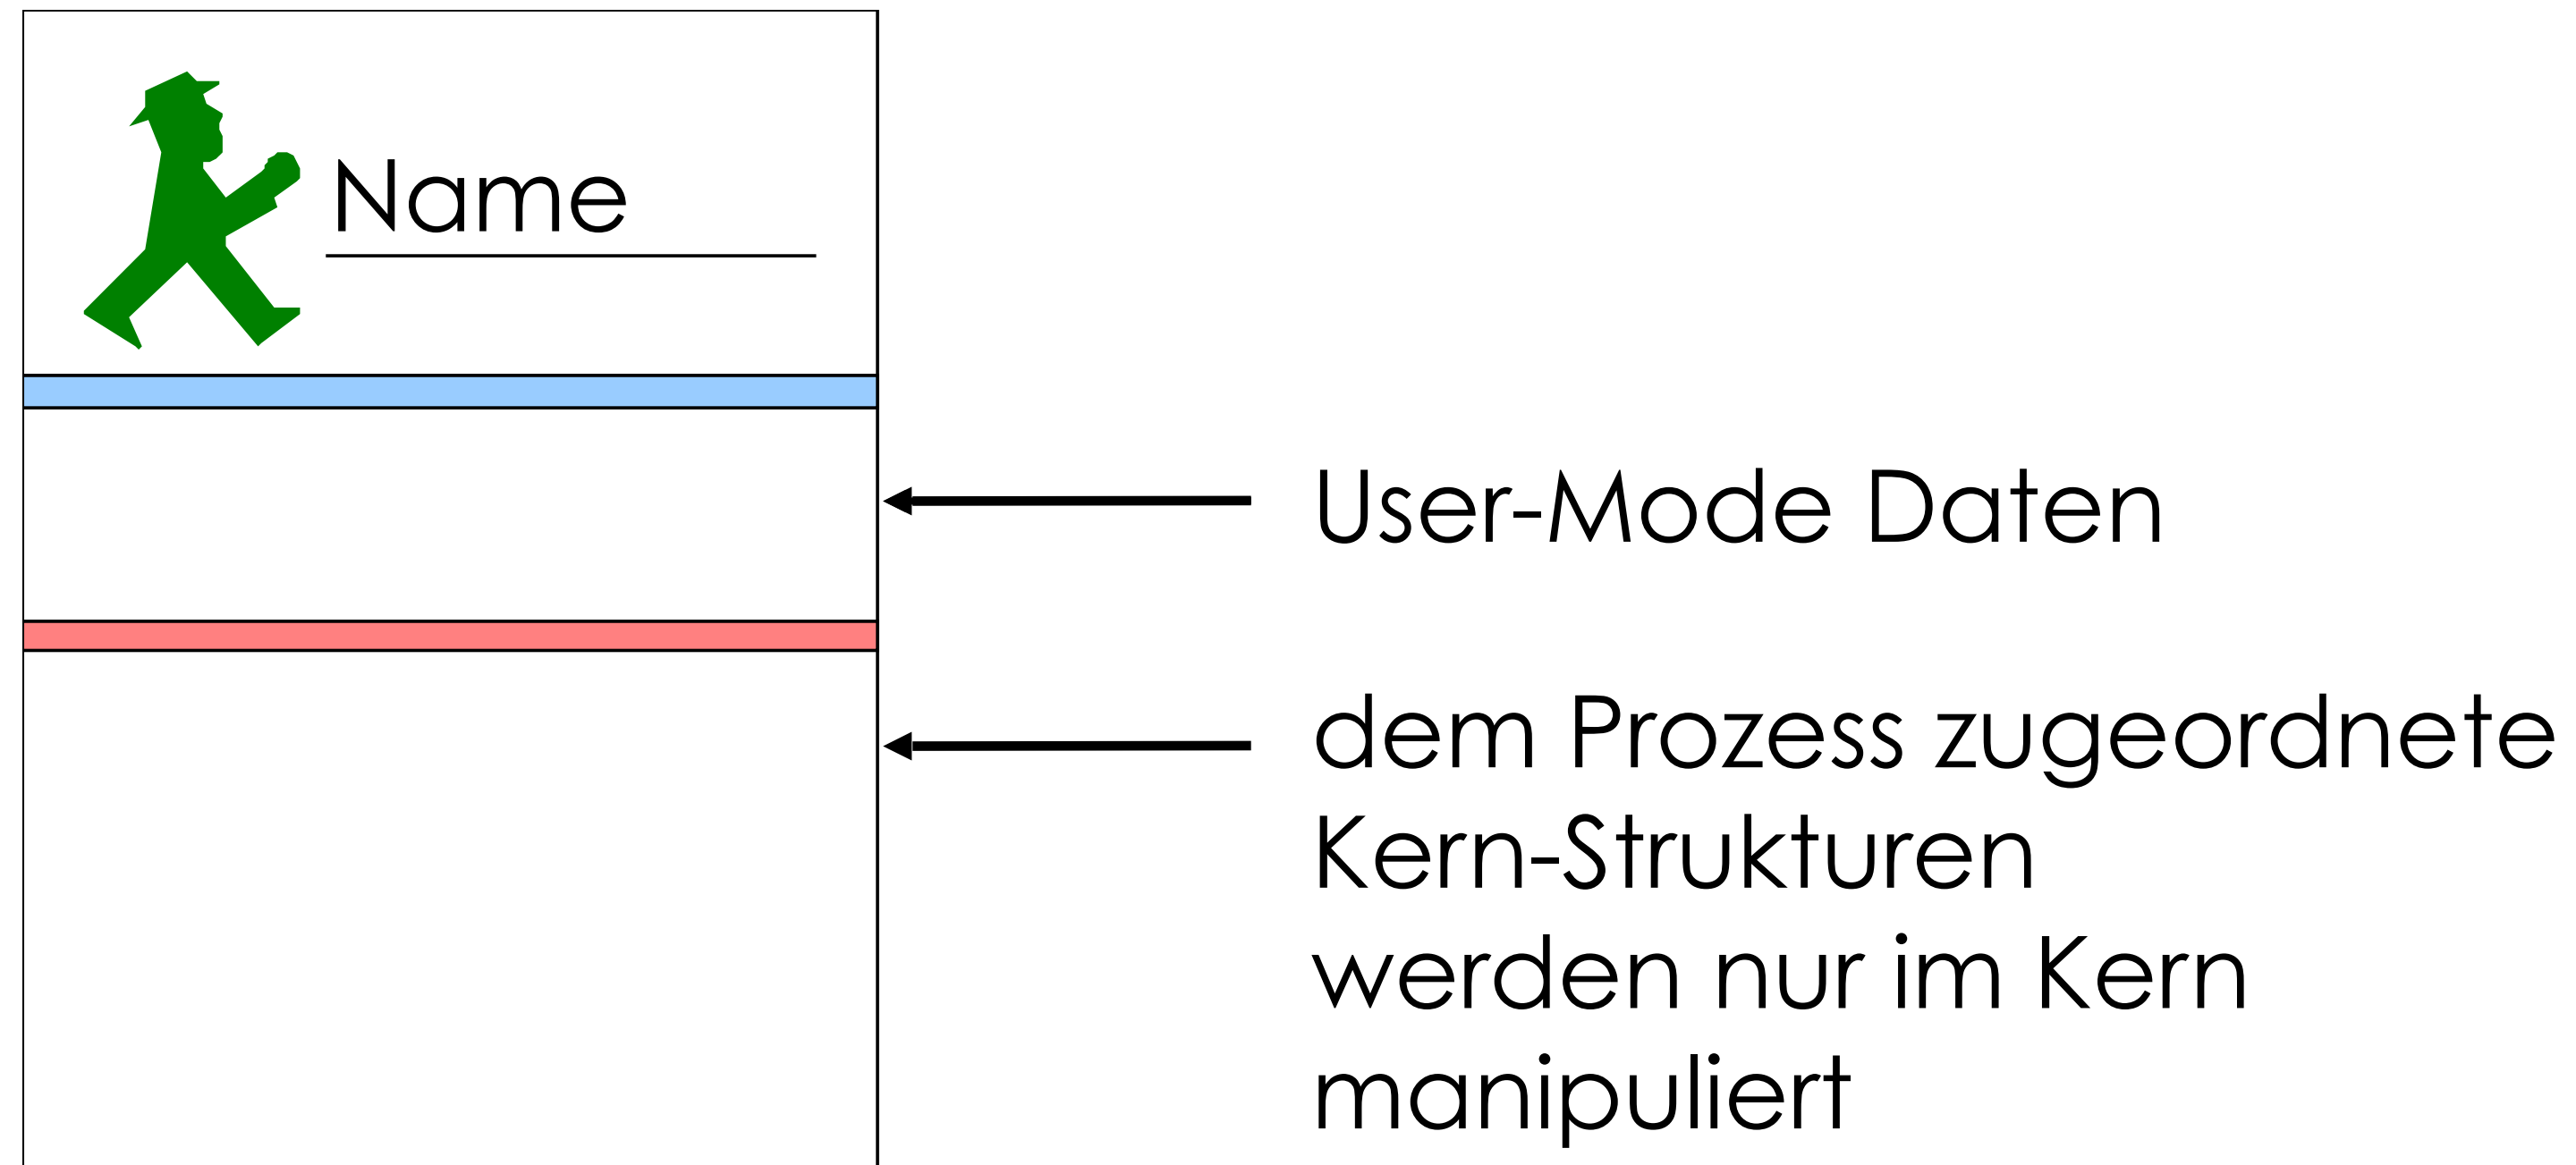 Name
User-Mode Daten
dem Prozess zugeordnete
Kern-Strukturen
werden nur im Kern
manipuliert